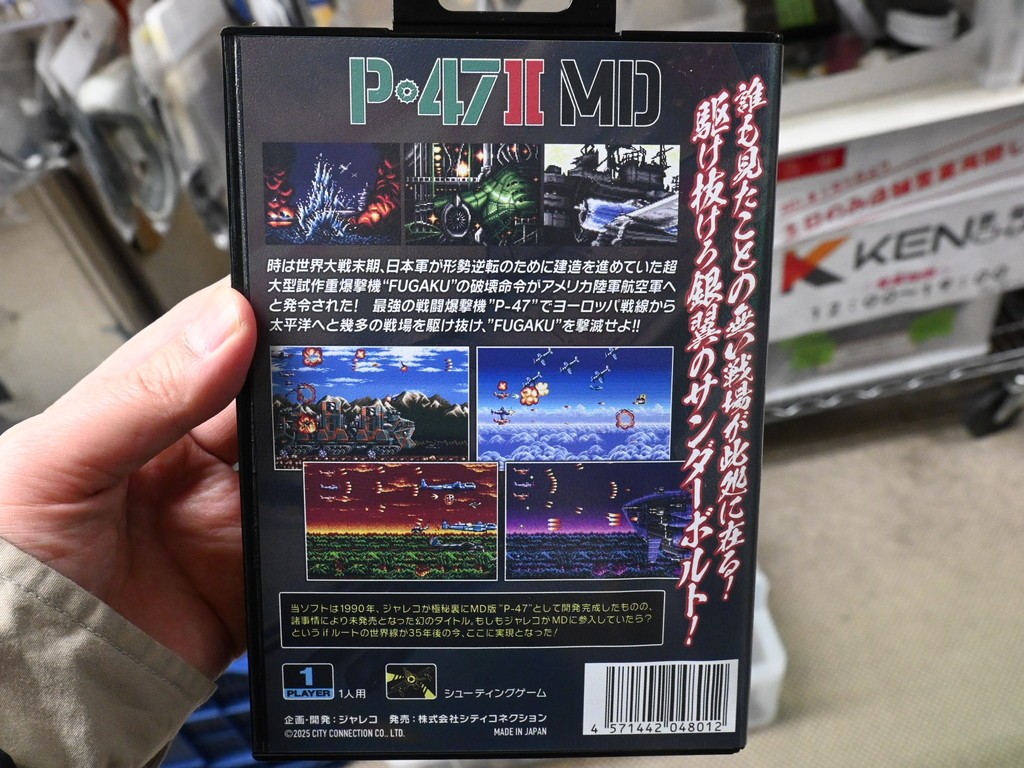 P・47II MD
誰も見たことの無い戦場が此処に在る！
駆け抜けろ銀翼のサンダーボルト！
時は世界大戦末期、日本軍が形勢逆転のために建造を進めていた超
大型試作重爆撃機“FUGAKU”の破壊命令がアメリカ陸軍航空軍へ
と発令された！ 最強の戦闘爆撃機”P-47”でヨーロッパ戦線から
太平洋へと幾多の戦場を駆け抜け、”FUGAKU”を撃滅せよ!!
当ソフトは1990年、ジャレコが極秘裏にMD版“P-47”として開発完成したものの、
諸事情により未発売となった幻のタイトル。もしもジャレコがMDに参入していたら？
という if ルートの世界線が35年後の今、ここに実現となった！
1
PLAYER
1人用
シューティングゲーム
企画・開発：ジャレコ 発売：株式会社シティコネクション
©2025 CITY CONNECTION CO., LTD.
MADE IN JAPAN
4 571442 048012
KEN
12:00～19:00